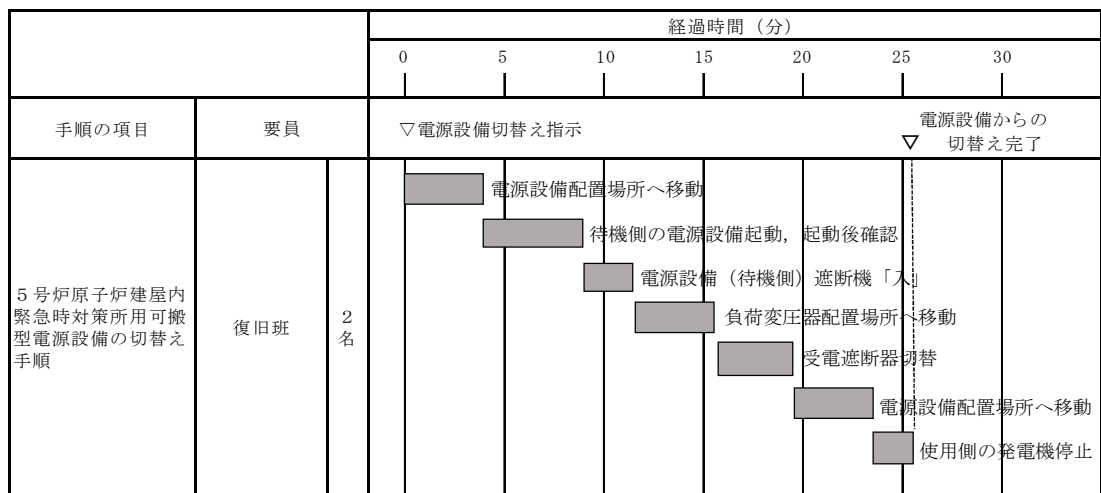 経過時間（分）
0 5 10 15 20 25 30
手順の項目
要員
▽電源設備切替え指示
電源設備からの
▽ 切替え完了
5号炉原子炉建屋内
緊急時対策所用可搬
型電源設備の切替え
手順
復旧班
2
名
電源設備配置場所へ移動
待機側の電源設備起動，起動後確認
電源設備（待機側）遮断機「入」
負荷変圧器配置場所へ移動
受電遮断器切替
電源設備配置場所へ移動
使用側の発電機停止